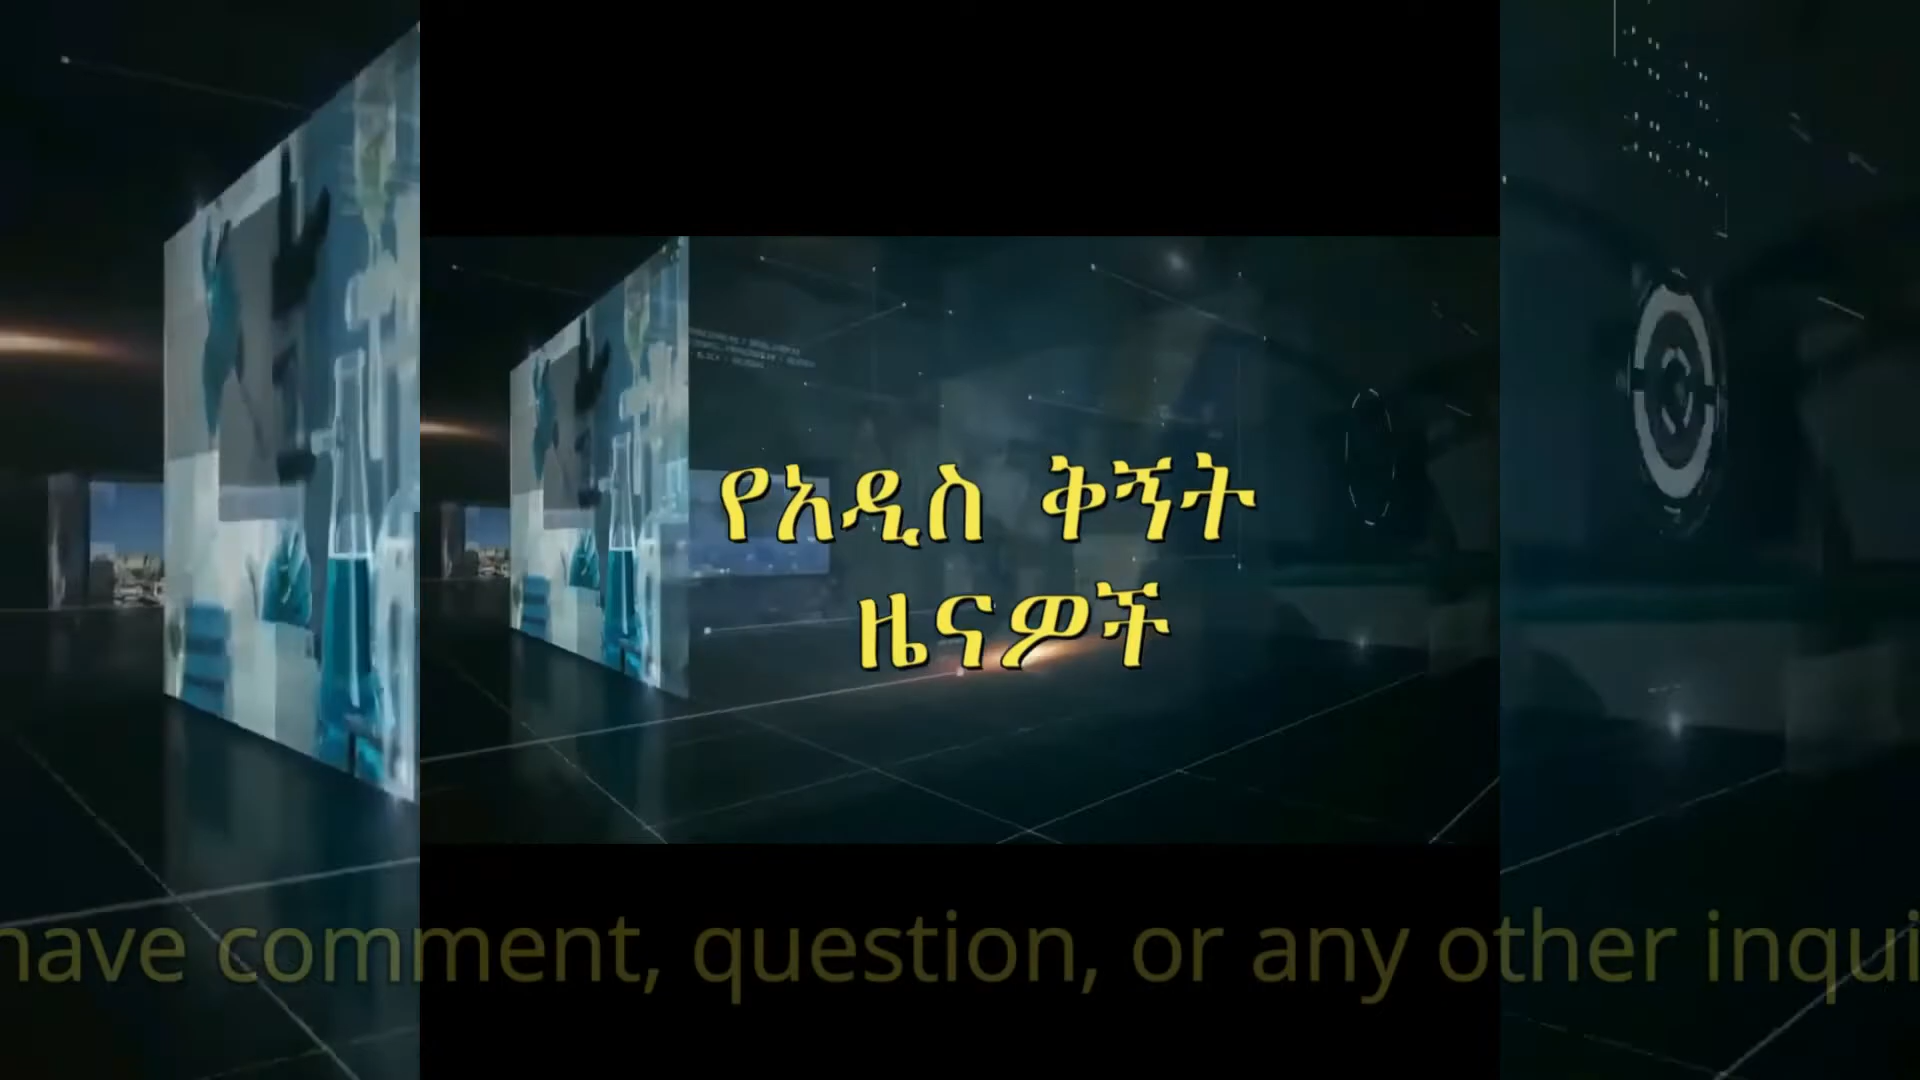 የአዲስ ቅኝት
ዜናዎች
have comment, question, or any other inqui